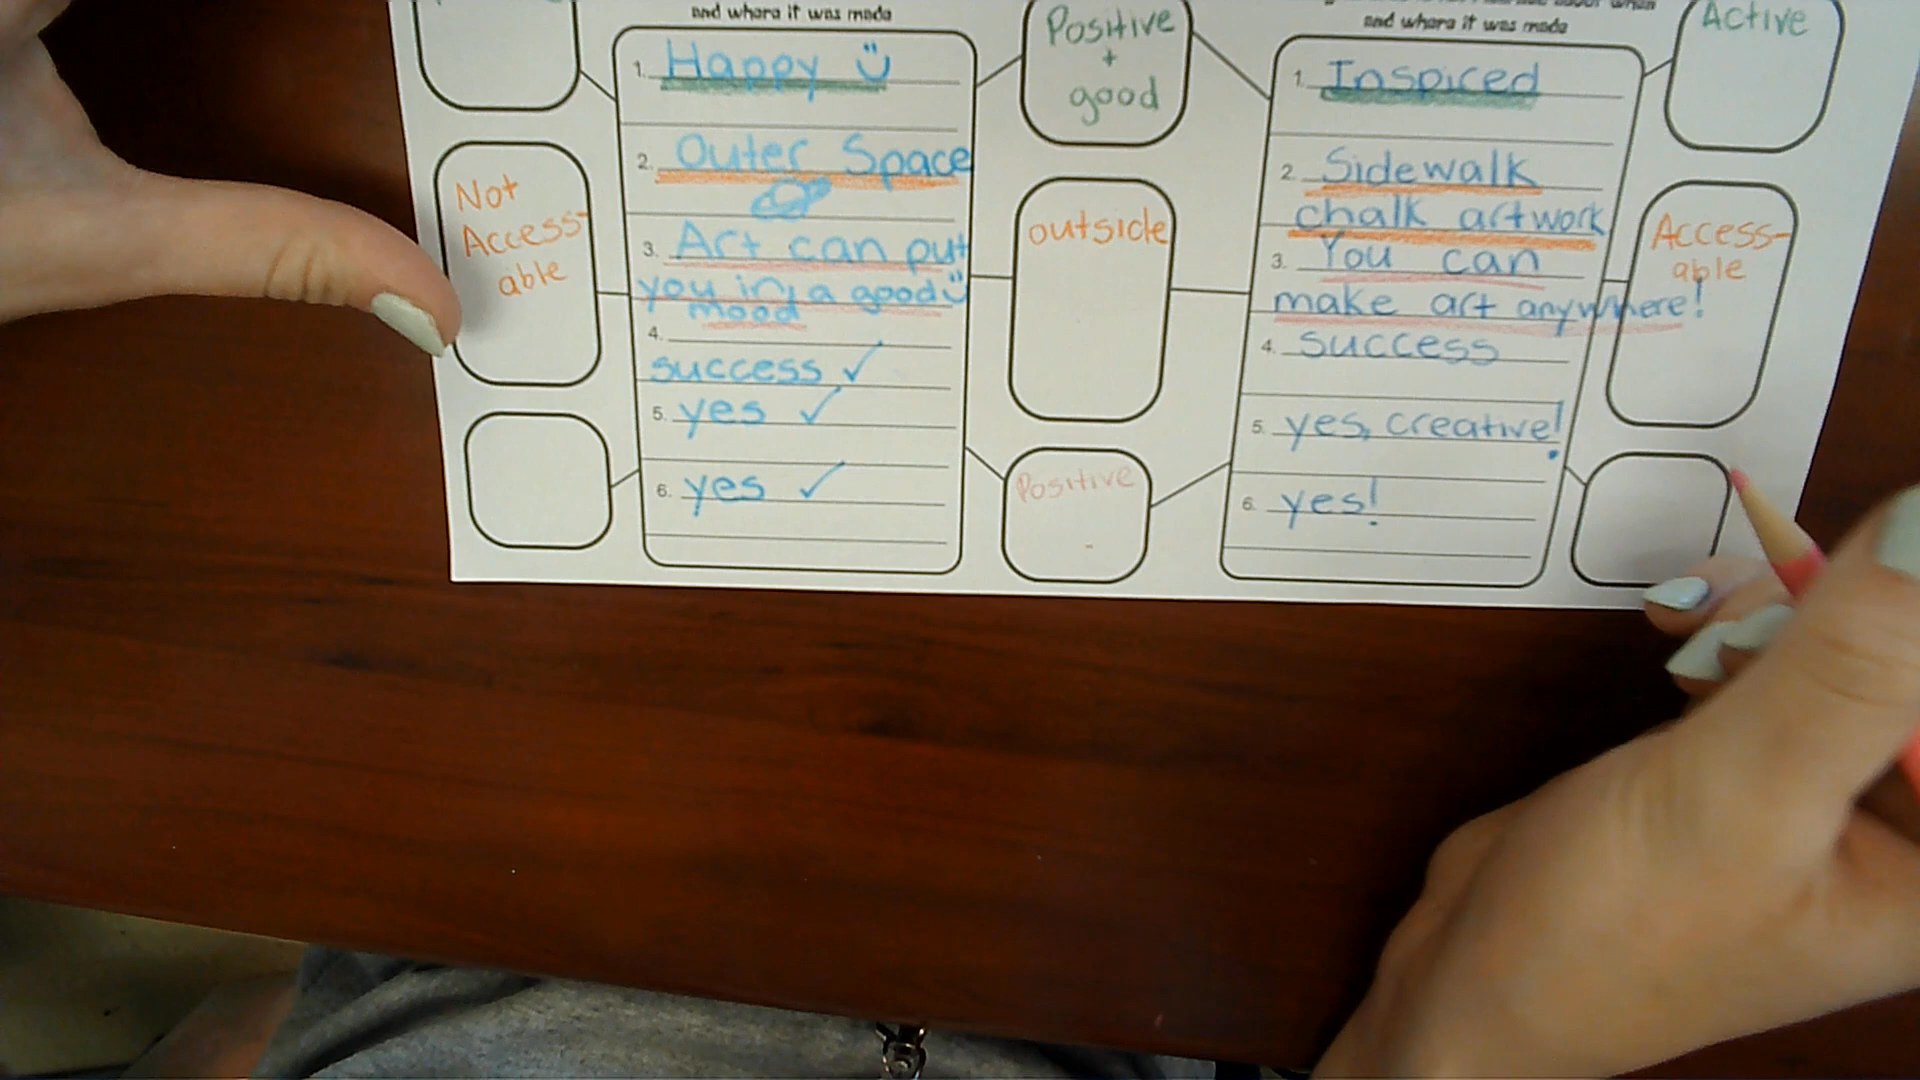 and where it was made
and where it was made
Positive
+
good
Active
1. Happy
2. Outer Space
3. Art can put
you in a good
mood
4.
success ✓
5. yes ✓
6. yes ✓
1. Inspired
2. Sidewalk
chalk artwork
3. You can
make art anywhere!
4. success
5. yes, creative!
6. yes!
Not
Access-
able
outside
Access-
able
Positive